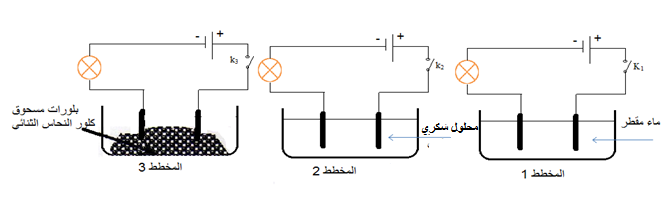 - +
K₁
ماء مقطر
المخطط 1
- +
k₂
محلول سكري
المخطط 2
- +
k₃
بلورات مسحوق
كلور النحاس الثنائي
المخطط 3